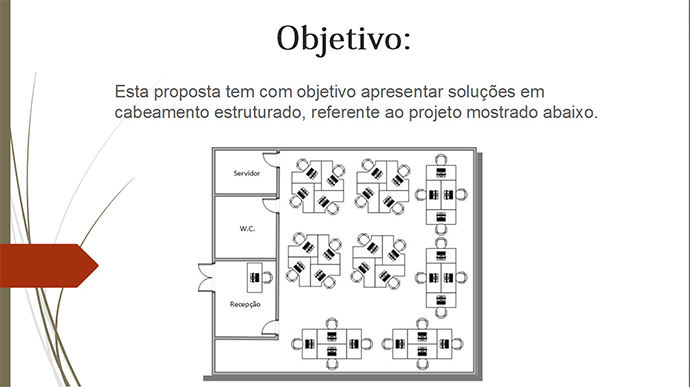 Objetivo:
Esta proposta tem com objetivo apresentar soluções em
cabeamento estruturado, referente ao projeto mostrado abaixo.
Servidor
W.C.
Recepção